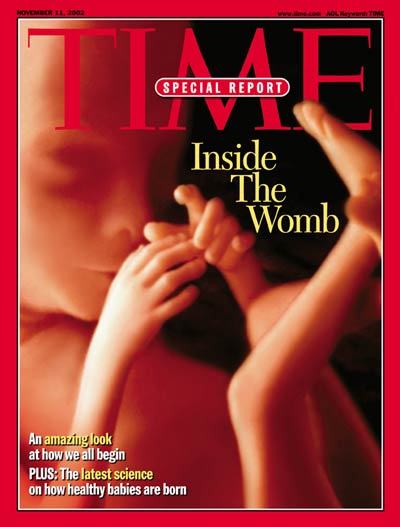 NOVEMBER 11, 2002
www.time.com AOL Keyword: TIME
TIME
SPECIAL REPORT
Inside
The
Womb
An amazing look
at how we all begin
PLUS: The latest science
on how healthy babies are born